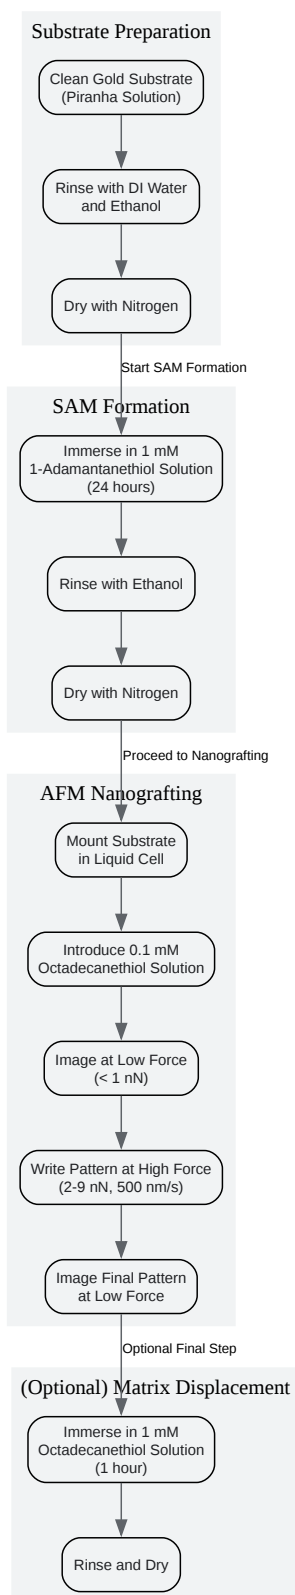 Substrate Preparation
Clean Gold Substrate
(Piranha Solution)
Rinse with DI Water
and Ethanol
Dry with Nitrogen
Start SAM Formation
SAM Formation
Immerse in 1 mM
1-Adamantanethiol Solution
(24 hours)
Rinse with Ethanol
Dry with Nitrogen
Proceed to Nanografting
AFM Nanografting
Mount Substrate
in Liquid Cell
Introduce 0.1 mM
Octadecanethiol Solution
Image at Low Force
(< 1 nN)
Write Pattern at High Force
(2-9 nN, 500 nm/s)
Image Final Pattern
at Low Force
Optional Final Step
(Optional) Matrix Displacement
Immerse in 1 mM
Octadecanethiol Solution
(1 hour)
Rinse and Dry